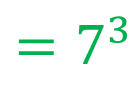 = 7³